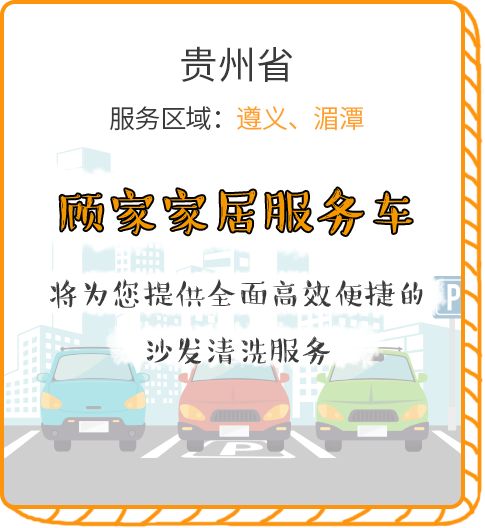 贵州省
服务区域：遵义、湄潭
顾家家居服务车
将为您提供全面高效便捷的
沙发清洗服务
P
P